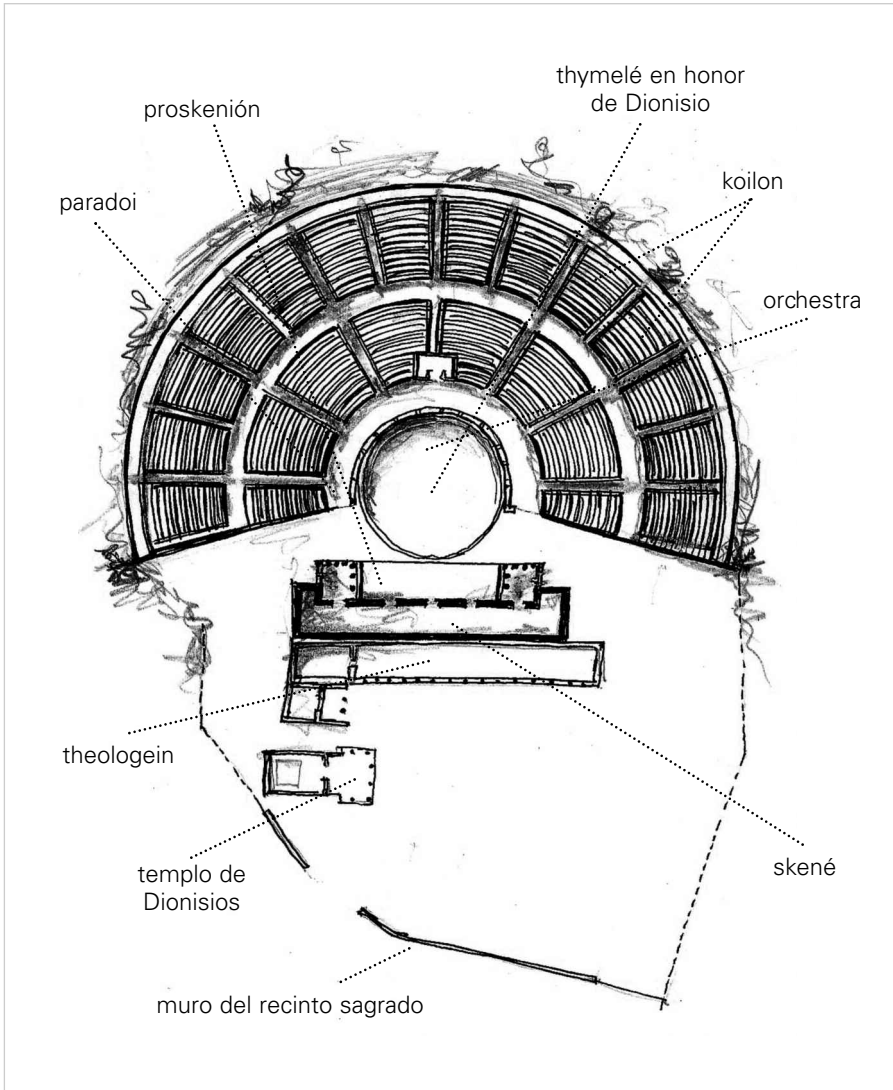 thymelé en honor
de Dionisio
proskenión
koilon
paradoi
orchestra
theologein
templo de
Dionisios
skené
muro del recinto sagrado